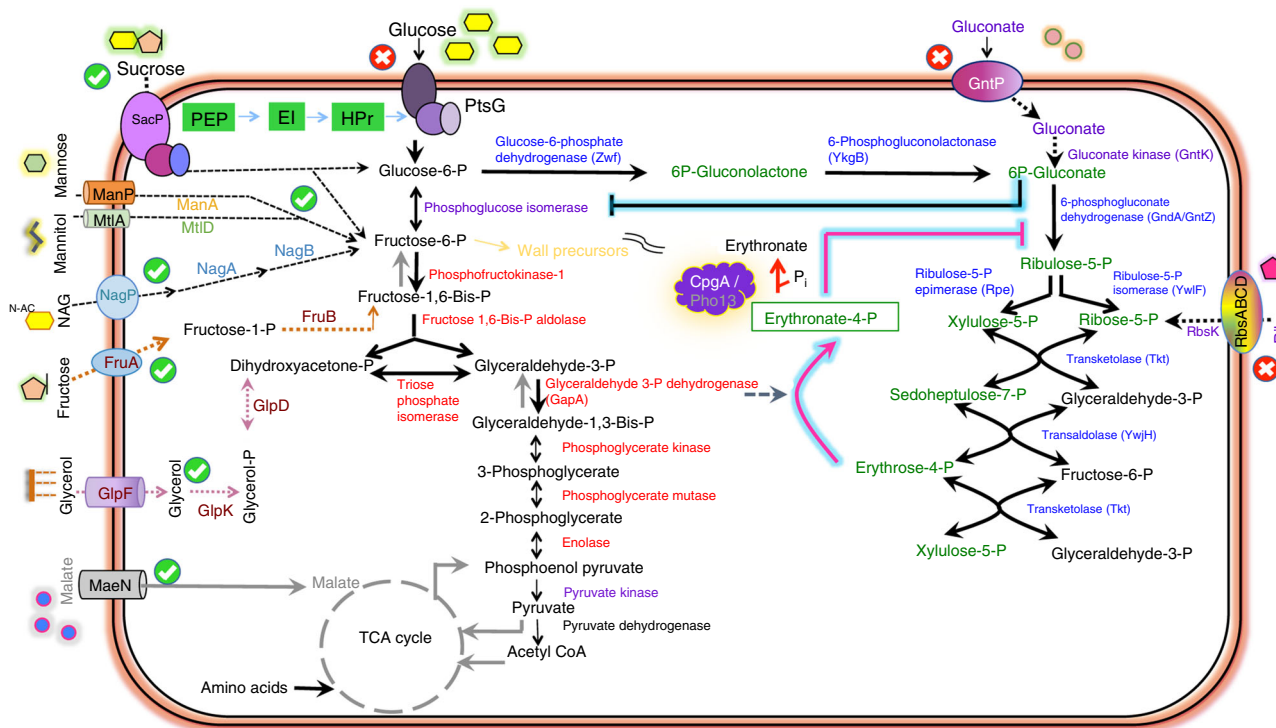 Glucose
Gluconate
Sucrose
SacP
PEP
EI
HPr
PtsG
GntP
Gluconate
Gluconate kinase (GntK)
Glucose-6-phosphate
dehydrogenase (Zwf)
6-Phosphogluconolactonase
(YkgB)
Glucose-6-P
6P-Gluconolactone
6P-Gluconate
Mannose
ManP
ManA
MtlA
MtlD
Mannitol
Phosphoglucose isomerase
6-phosphogluconate
dehydrogenase (GndA/GntZ)
Fructose-6-P
Wall precursors
Erythronate
Pi
CpgA /
Pho13
Erythronate-4-P
NagA
NagB
NagP
N-AC
NAG
Phosphofructokinase-1
Fructose-1,6-Bis-P
Fructose 1,6-Bis-P aldolase
Fructose-1-P
FruB
FruA
Fructose
Ribulose-5-P
Ribulose-5-P
epimerase (Rpe)
Ribulose-5-P
isomerase (YwlF)
Xylulose-5-P
Ribose-5-P
RbsK
RbsABCD
Transketolase (Tkt)
Dihydroxyacetone-P
Glyceraldehyde-3-P
Triose
phosphate
isomerase
Glyceraldehyde 3-P dehydrogenase
(GapA)
Glyceraldehyde-1,3-Bis-P
Sedoheptulose-7-P
Glyceraldehyde-3-P
Transaldolase (YwjH)
GlpD
Glycerol
GlpF
Glycerol
GlpK
Glycerol-P
Phosphoglycerate kinase
3-Phosphoglycerate
Phosphoglycerate mutase
2-Phosphoglycerate
Enolase
Phosphoenol pyruvate
Pyruvate kinase
Pyruvate
Pyruvate dehydrogenase
Acetyl CoA
Erythrose-4-P
Fructose-6-P
Transketolase (Tkt)
Xylulose-5-P
Glyceraldehyde-3-P
Malate
MaeN
Malate
TCA cycle
Amino acids